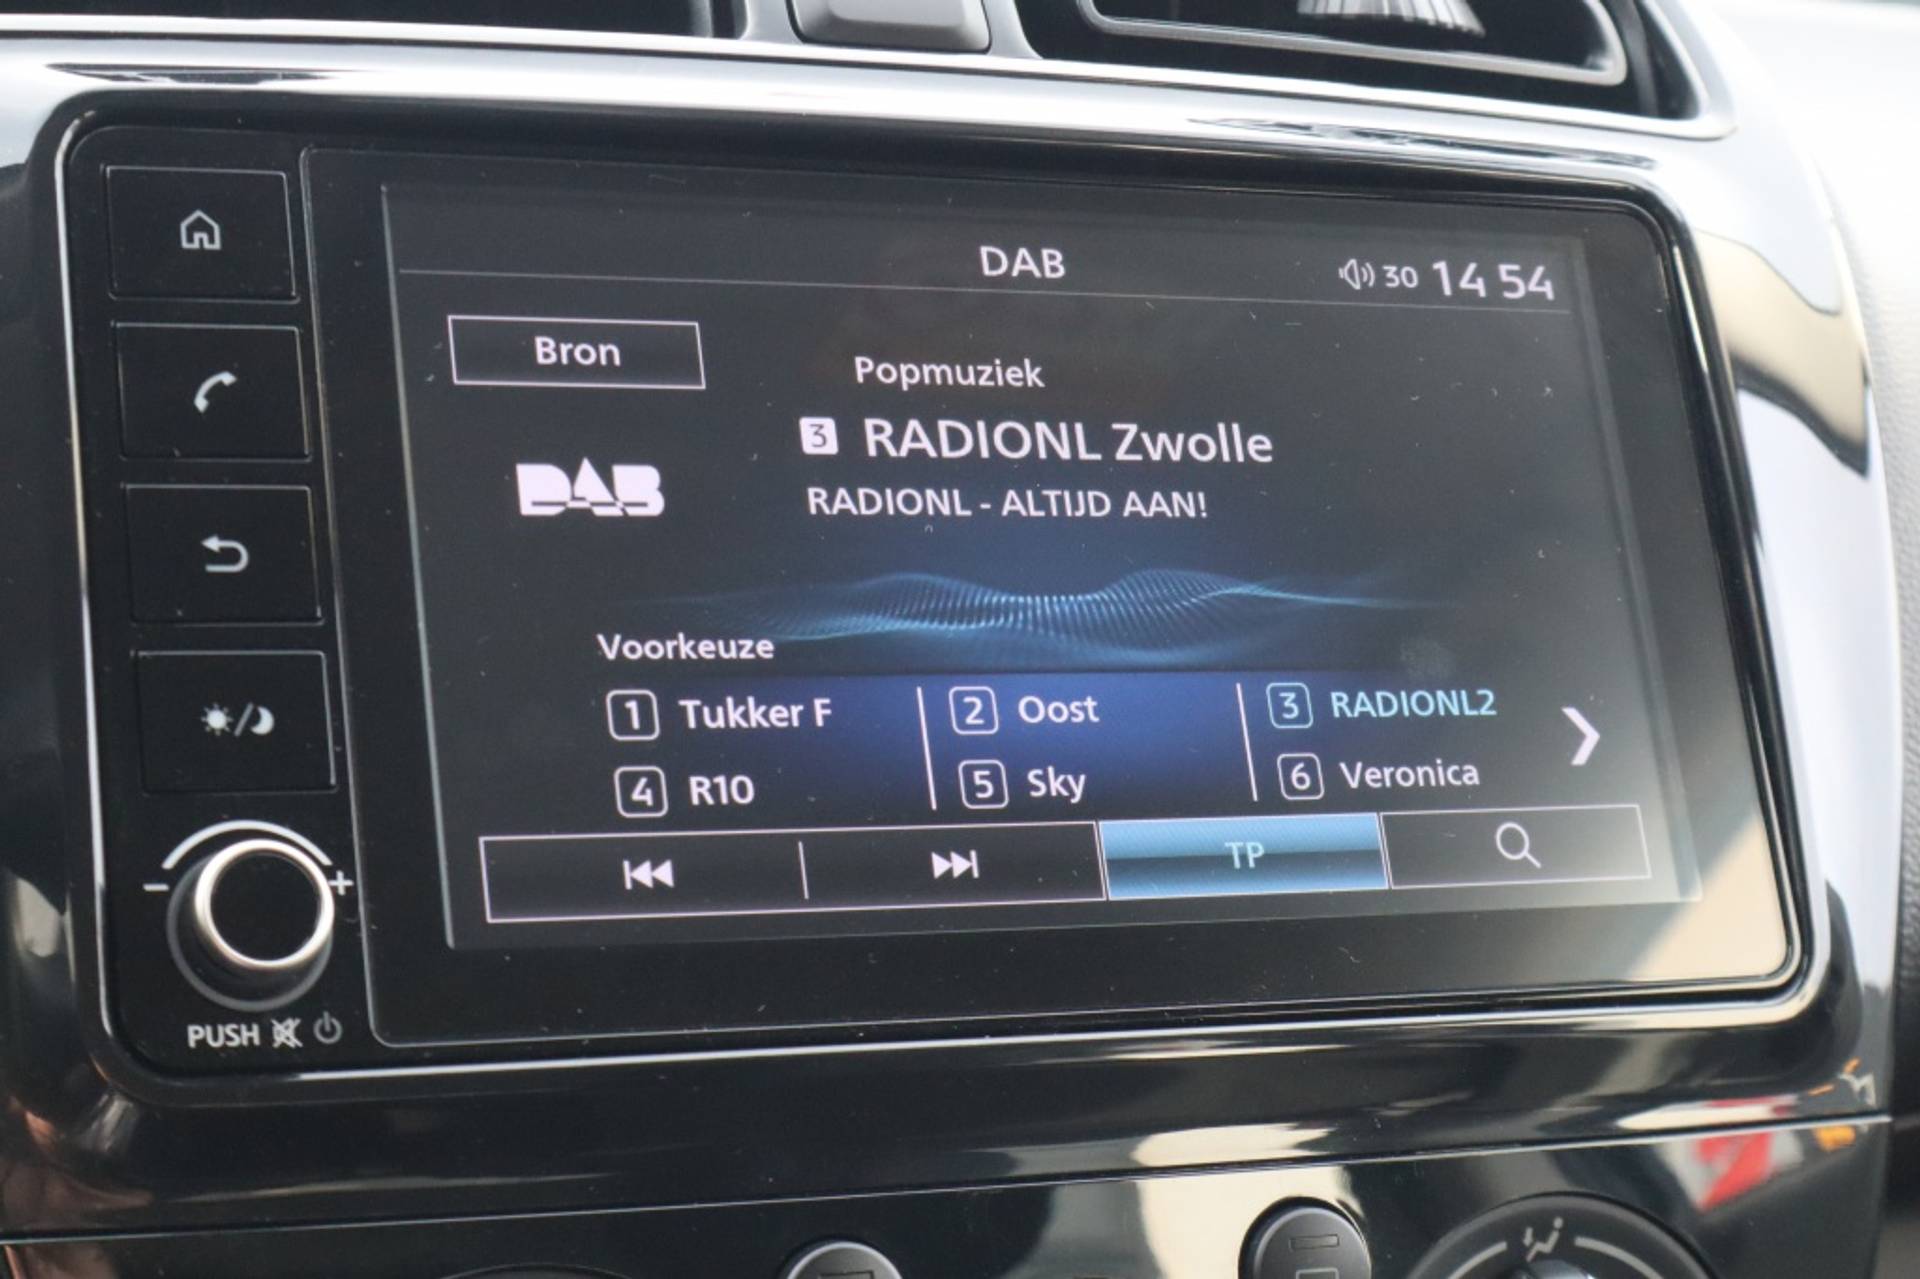 DAB
30 14 54
Bron
Popmuziek
3 RADIONL Zwolle
DAB
RADIONL - ALTIJD AAN!
Voorkeuze
1 Tukker F 2 Oost 3 RADIONL2
4 R10 5 Sky 6 Veronica
TP
- +
PUSH